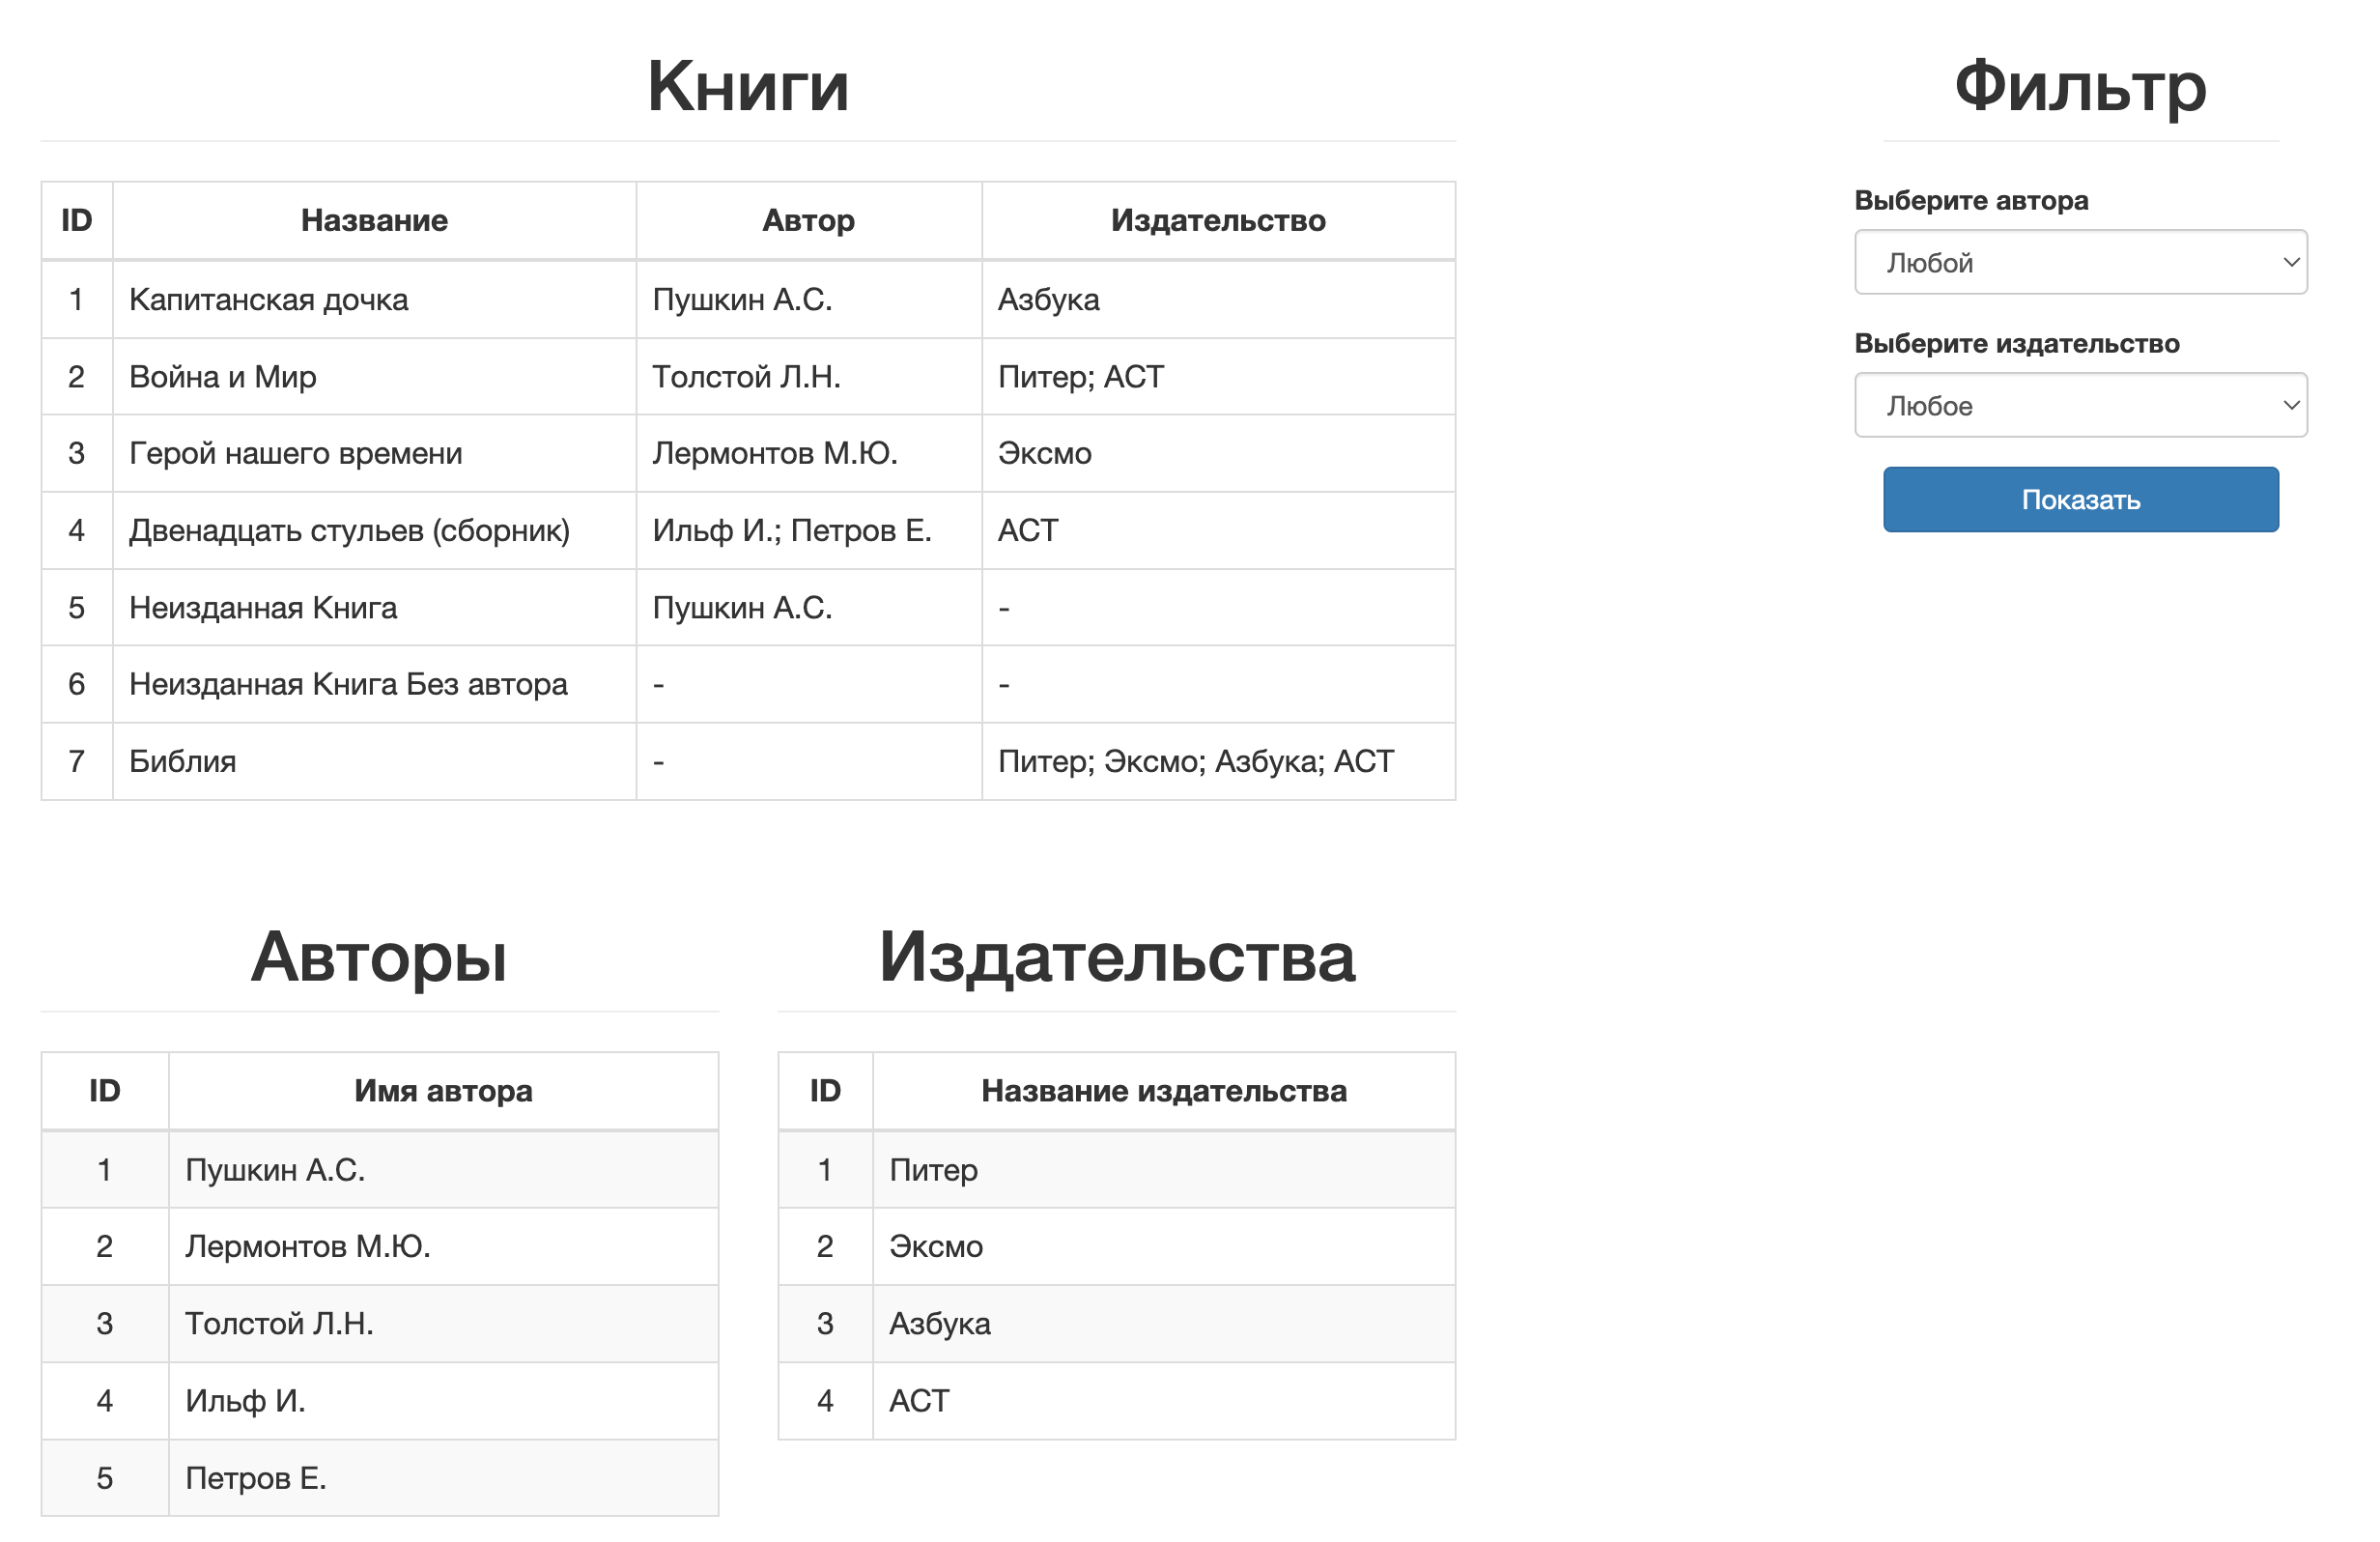 Книги
ID Название Автор Издательство
1 Капитанская дочка Пушкин А.С. Азбука
2 Война и Мир Толстой Л.Н. Питер; АСТ
3 Герой нашего времени Лермонтов М.Ю. Эксмо
4 Двенадцать стульев (сборник) Ильф И.; Петров Е. АСТ
5 Неизданная Книга Пушкин А.С. -
6 Неизданная Книга Без автора - -
7 Библия - Питер; Эксмо; Азбука; АСТ
Фильтр
Выберите автора
Любой
Выберите издательство
Любое
Показать
Авторы
ID Имя автора
1 Пушкин А.С.
2 Лермонтов М.Ю.
3 Толстой Л.Н.
4 Ильф И.
5 Петров Е.
Издательства
ID Название издательства
1 Питер
2 Эксмо
3 Азбука
4 АСТ